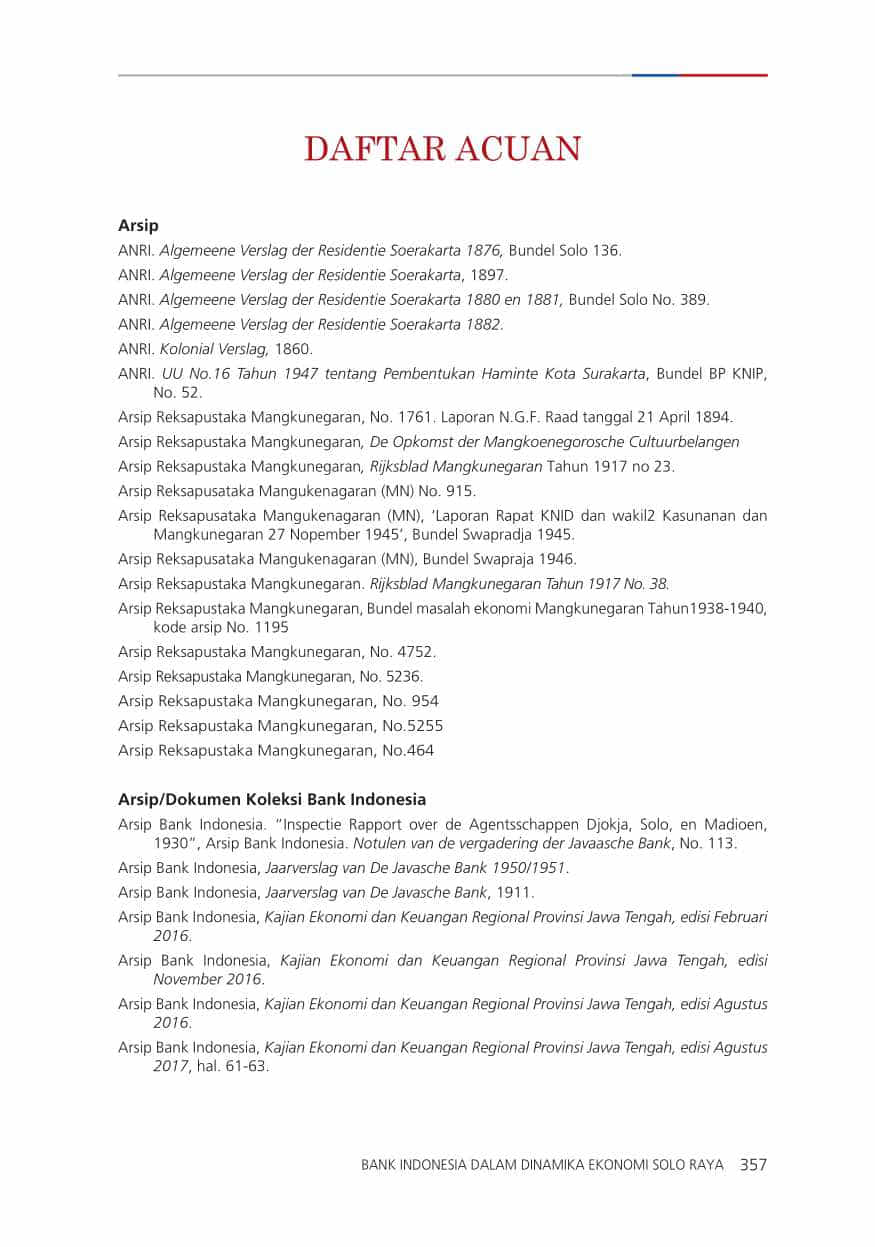 DAFTAR ACUAN
Arsip
ANRI. Algemeene Verslag der Residentie Soerakarta 1876, Bundel Solo 136.
ANRI. Algemeene Verslag der Residentie Soerakarta, 1897.
ANRI. Algemeene Verslag der Residentie Soerakarta 1880 en 1881, Bundel Solo No. 389.
ANRI. Algemeene Verslag der Residentie Soerakarta 1882.
ANRI. Kolonial Verslag, 1860.
ANRI. UU No.16 Tahun 1947 tentang Pembentukan Haminte Kota Surakarta, Bundel BP KNIP,
No. 52.
Arsip Reksapustaka Mangkunegaran, No. 1761. Laporan N.G.F. Raad tanggal 21 April 1894.
Arsip Reksapustaka Mangkunegaran, De Opkomst der Mangkoenegorosche Cultuurbelangen
Arsip Reksapustaka Mangkunegaran, Rijksblad Mangkunegaran Tahun 1917 no 23.
Arsip Reksapusataka Mangukenagaran (MN) No. 915.
Arsip Reksapusataka Mangukenagaran (MN), ‘Laporan Rapat KNID dan wakil2 Kasunanan dan
Mangkunegaran 27 Nopember 1945’, Bundel Swapradja 1945.
Arsip Reksapusataka Mangukenagaran (MN), Bundel Swapraja 1946.
Arsip Reksapustaka Mangkunegaran. Rijksblad Mangkunegaran Tahun 1917 No. 38.
Arsip Reksapustaka Mangkunegaran, Bundel masalah ekonomi Mangkunegaran Tahun1938-1940,
kode arsip No. 1195
Arsip Reksapustaka Mangkunegaran, No. 4752.
Arsip Reksapustaka Mangkunegaran, No. 5236.
Arsip Reksapustaka Mangkunegaran, No. 954
Arsip Reksapustaka Mangkunegaran, No.5255
Arsip Reksapustaka Mangkunegaran, No.464
Arsip/Dokumen Koleksi Bank Indonesia
Arsip Bank Indonesia. “Inspectie Rapport over de Agentsschappen Djokja, Solo, en Madioen,
1930”, Arsip Bank Indonesia. Notulen van de vergadering der Javaasche Bank, No. 113.
Arsip Bank Indonesia, Jaarverslag van De Javasche Bank 1950/1951.
Arsip Bank Indonesia, Jaarverslag van De Javasche Bank, 1911.
Arsip Bank Indonesia, Kajian Ekonomi dan Keuangan Regional Provinsi Jawa Tengah, edisi Februari
2016.
Arsip Bank Indonesia, Kajian Ekonomi dan Keuangan Regional Provinsi Jawa Tengah, edisi
November 2016.
Arsip Bank Indonesia, Kajian Ekonomi dan Keuangan Regional Provinsi Jawa Tengah, edisi Agustus
2016.
Arsip Bank Indonesia, Kajian Ekonomi dan Keuangan Regional Provinsi Jawa Tengah, edisi Agustus
2017, hal. 61-63.
BANK INDONESIA DALAM DINAMIKA EKONOMI SOLO RAYA 357